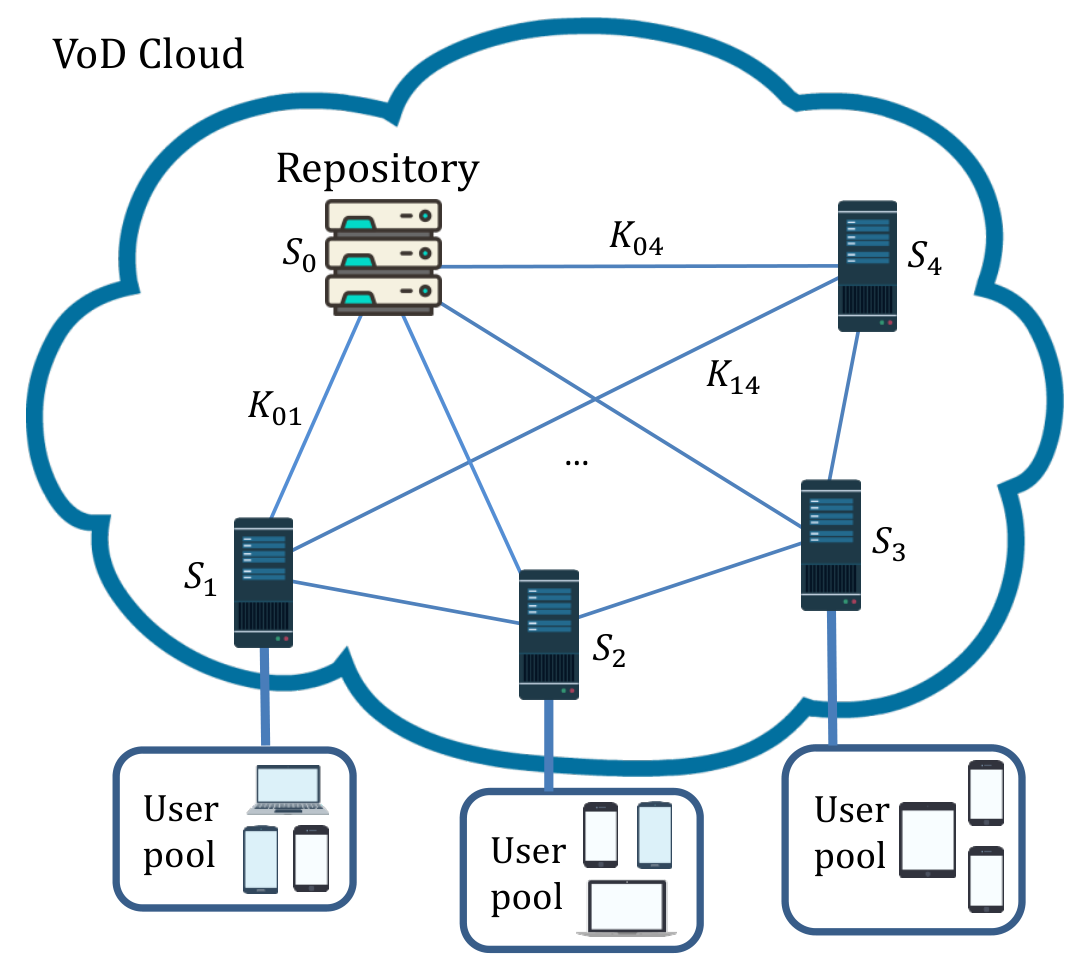 VoD Cloud
Repository
S₀
K₀₄
S₄
K₁₄
K₀₁
...
S₁
S₃
S₂
User
pool
User
pool
User
pool